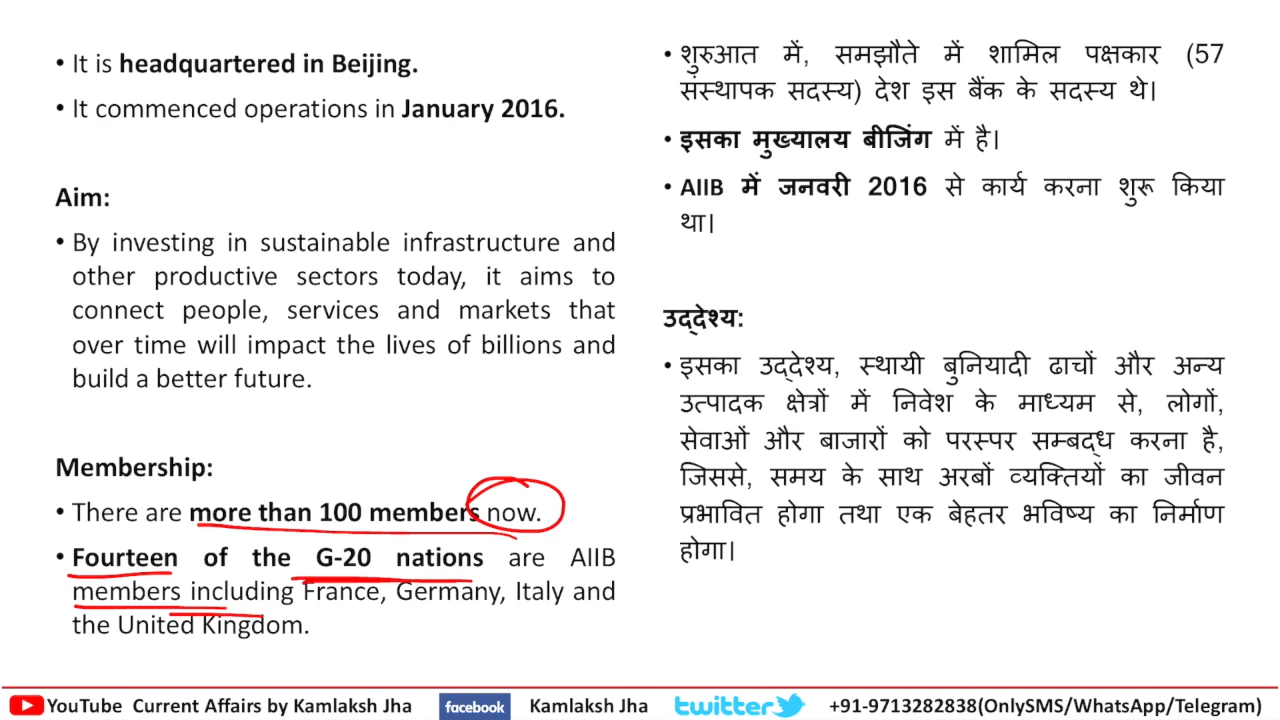 • It is headquartered in Beijing.
• It commenced operations in January 2016.
Aim:
• By investing in sustainable infrastructure and
other productive sectors today, it aims to
connect people, services and markets that
over time will impact the lives of billions and
build a better future.
Membership:
• There are more than 100 members now.
• Fourteen of the G-20 nations are AIIB
members including France, Germany, Italy and
the United Kingdom.
• शुरुआत में, समझौते में शामिल पक्षकार (57
संस्थापक सदस्य) देश इस बैंक के सदस्य थे।
• इसका मुख्यालय बीजिंग में है।
• AIIB में जनवरी 2016 से कार्य करना शुरू किया
था।
उद्देश्य:
• इसका उद्देश्य, स्थायी बुनियादी ढाचों और अन्य
उत्पादक क्षेत्रों में निवेश के माध्यम से, लोगों,
सेवाओं और बाजारों को परस्पर सम्बद्ध करना है,
जिससे, समय के साथ अरबों व्यक्तियों का जीवन
प्रभावित होगा तथा एक बेहतर भविष्य का निर्माण
होगा।
YouTube Current Affairs by Kamlaksh Jha facebook Kamlaksh Jha twitter +91-9713282838(OnlySMS/WhatsApp/Telegram)